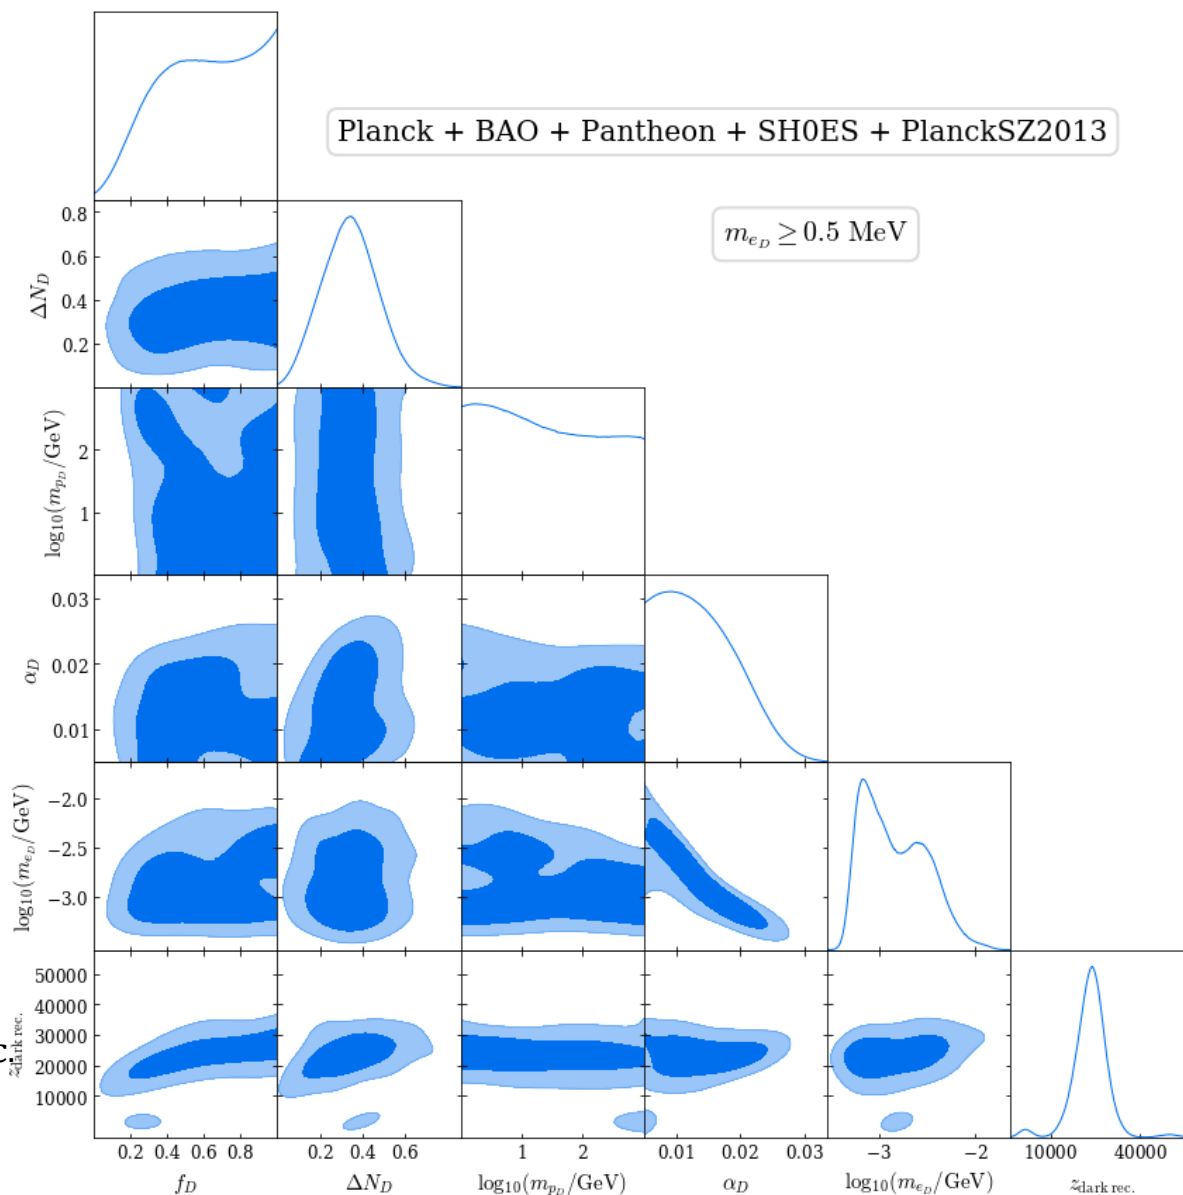 Planck + BAO + Pantheon + SH0ES + PlanckSZ2013
m_{e_D} ≥ 0.5 MeV
0.8
0.6
0.4
0.2
ΔN_D
2
1
log10(m_{p_D}/GeV)
0.03
0.02
0.01
α_D
−2.0
−2.5
−3.0
log10(m_{e_D}/GeV)
50000
40000
30000
20000
10000
z_{dark rec.}
0.2 0.4 0.6 0.8
f_D
0.2 0.4 0.6
ΔN_D
1 2
log10(m_{p_D}/GeV)
0.01 0.02 0.03
α_D
−3 −2
log10(m_{e_D}/GeV)
10000 40000
z_{dark rec.}